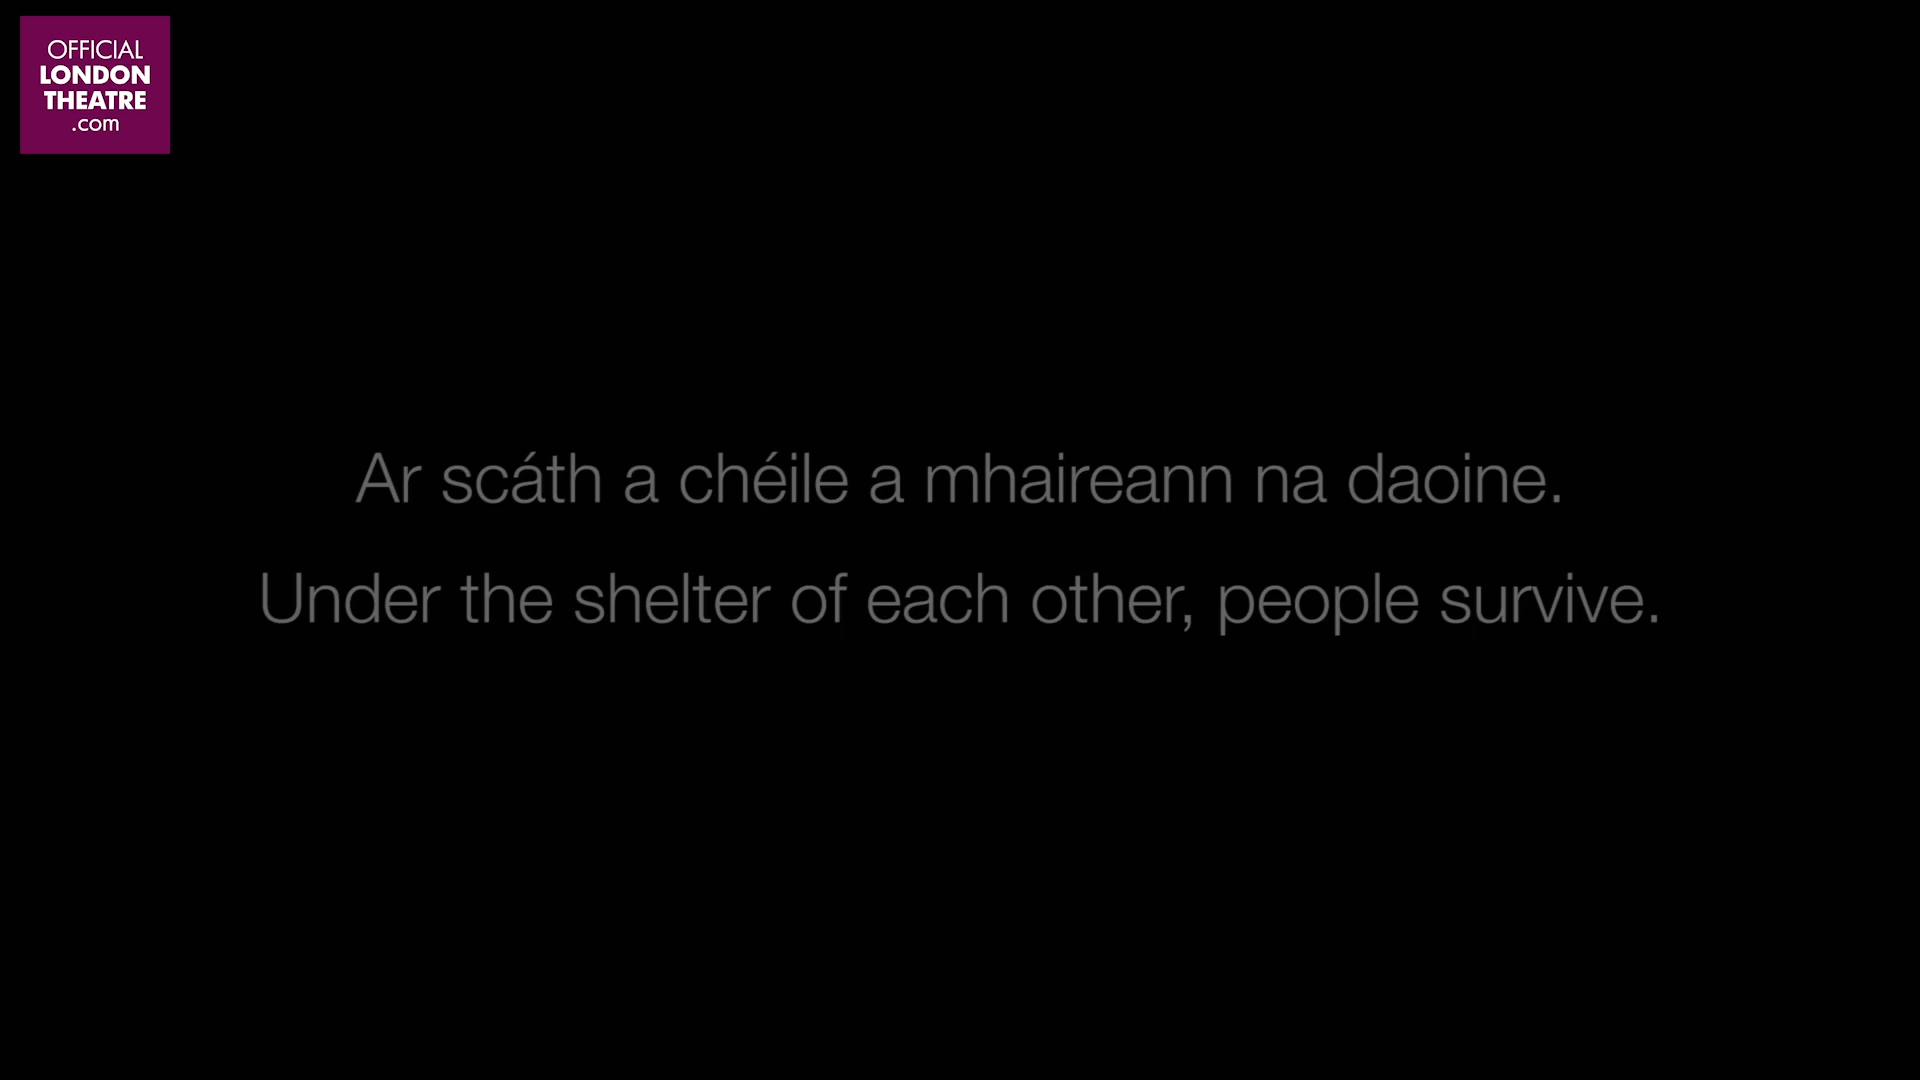 OFFICIAL
LONDON
THEATRE
.com
Ar scáth a chéile a mhaireann na daoine.
Under the shelter of each other, people survive.